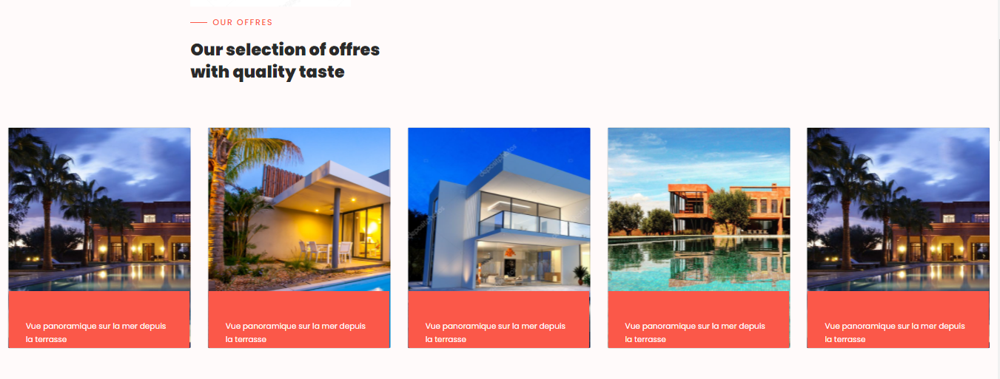 OUR OFFRES
Our selection of offres
with quality taste
depositphotos
depositphotos
Vue panoramique sur la mer depuis
la terrasse
Vue panoramique sur la mer depuis
la terrasse
Vue panoramique sur la mer depuis
la terrasse
Vue panoramique sur la mer depuis
la terrasse
Vue panoramique sur la mer depuis
la terrasse